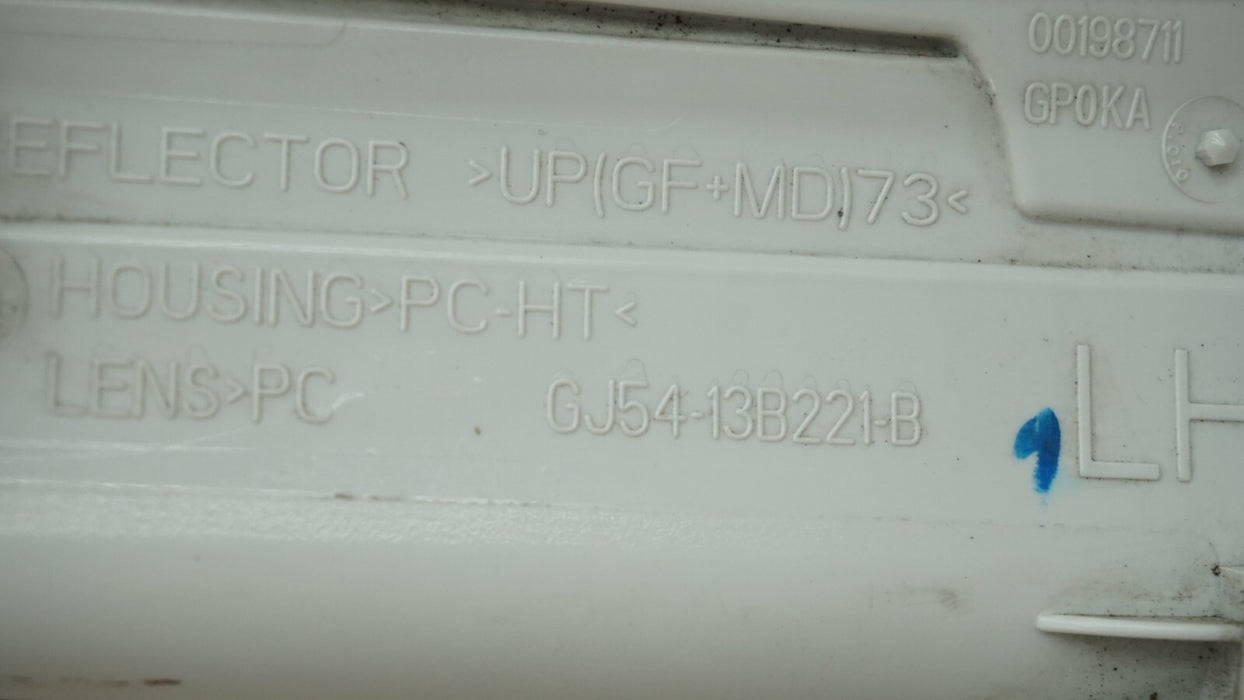 00198711
GP0KA
EFLECTOR >UP(GF+MD)73<
HOUSING>PC-HT<
LENS>PC
GJ54-13B221-B
LH